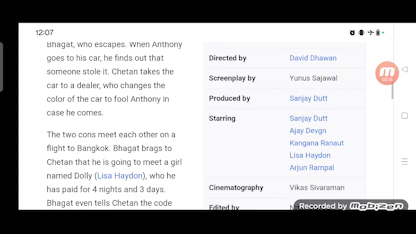 12:07
Bhagat, who escapes. When Anthony
goes to his car, he finds out that
someone stole it. Chetan takes the
car to a dealer, who changes the
color of the car to fool Anthony in
case he comes.
The two cons meet each other on a
flight to Bangkok. Bhagat brags to
Chetan that he is going to meet a girl
named Dolly (Lisa Haydon), who he
has paid for 4 nights and 3 days.
Bhagat even tells Chetan the code
Directed by David Dhawan
Screenplay by Yunus Sajawal
Produced by Sanjay Dutt
Starring Sanjay Dutt
Ajay Devgn
Kangana Ranaut
Lisa Haydon
Arjun Rampal
Cinematography Vikas Sivaraman
Edited by
Recorded by Mobizen